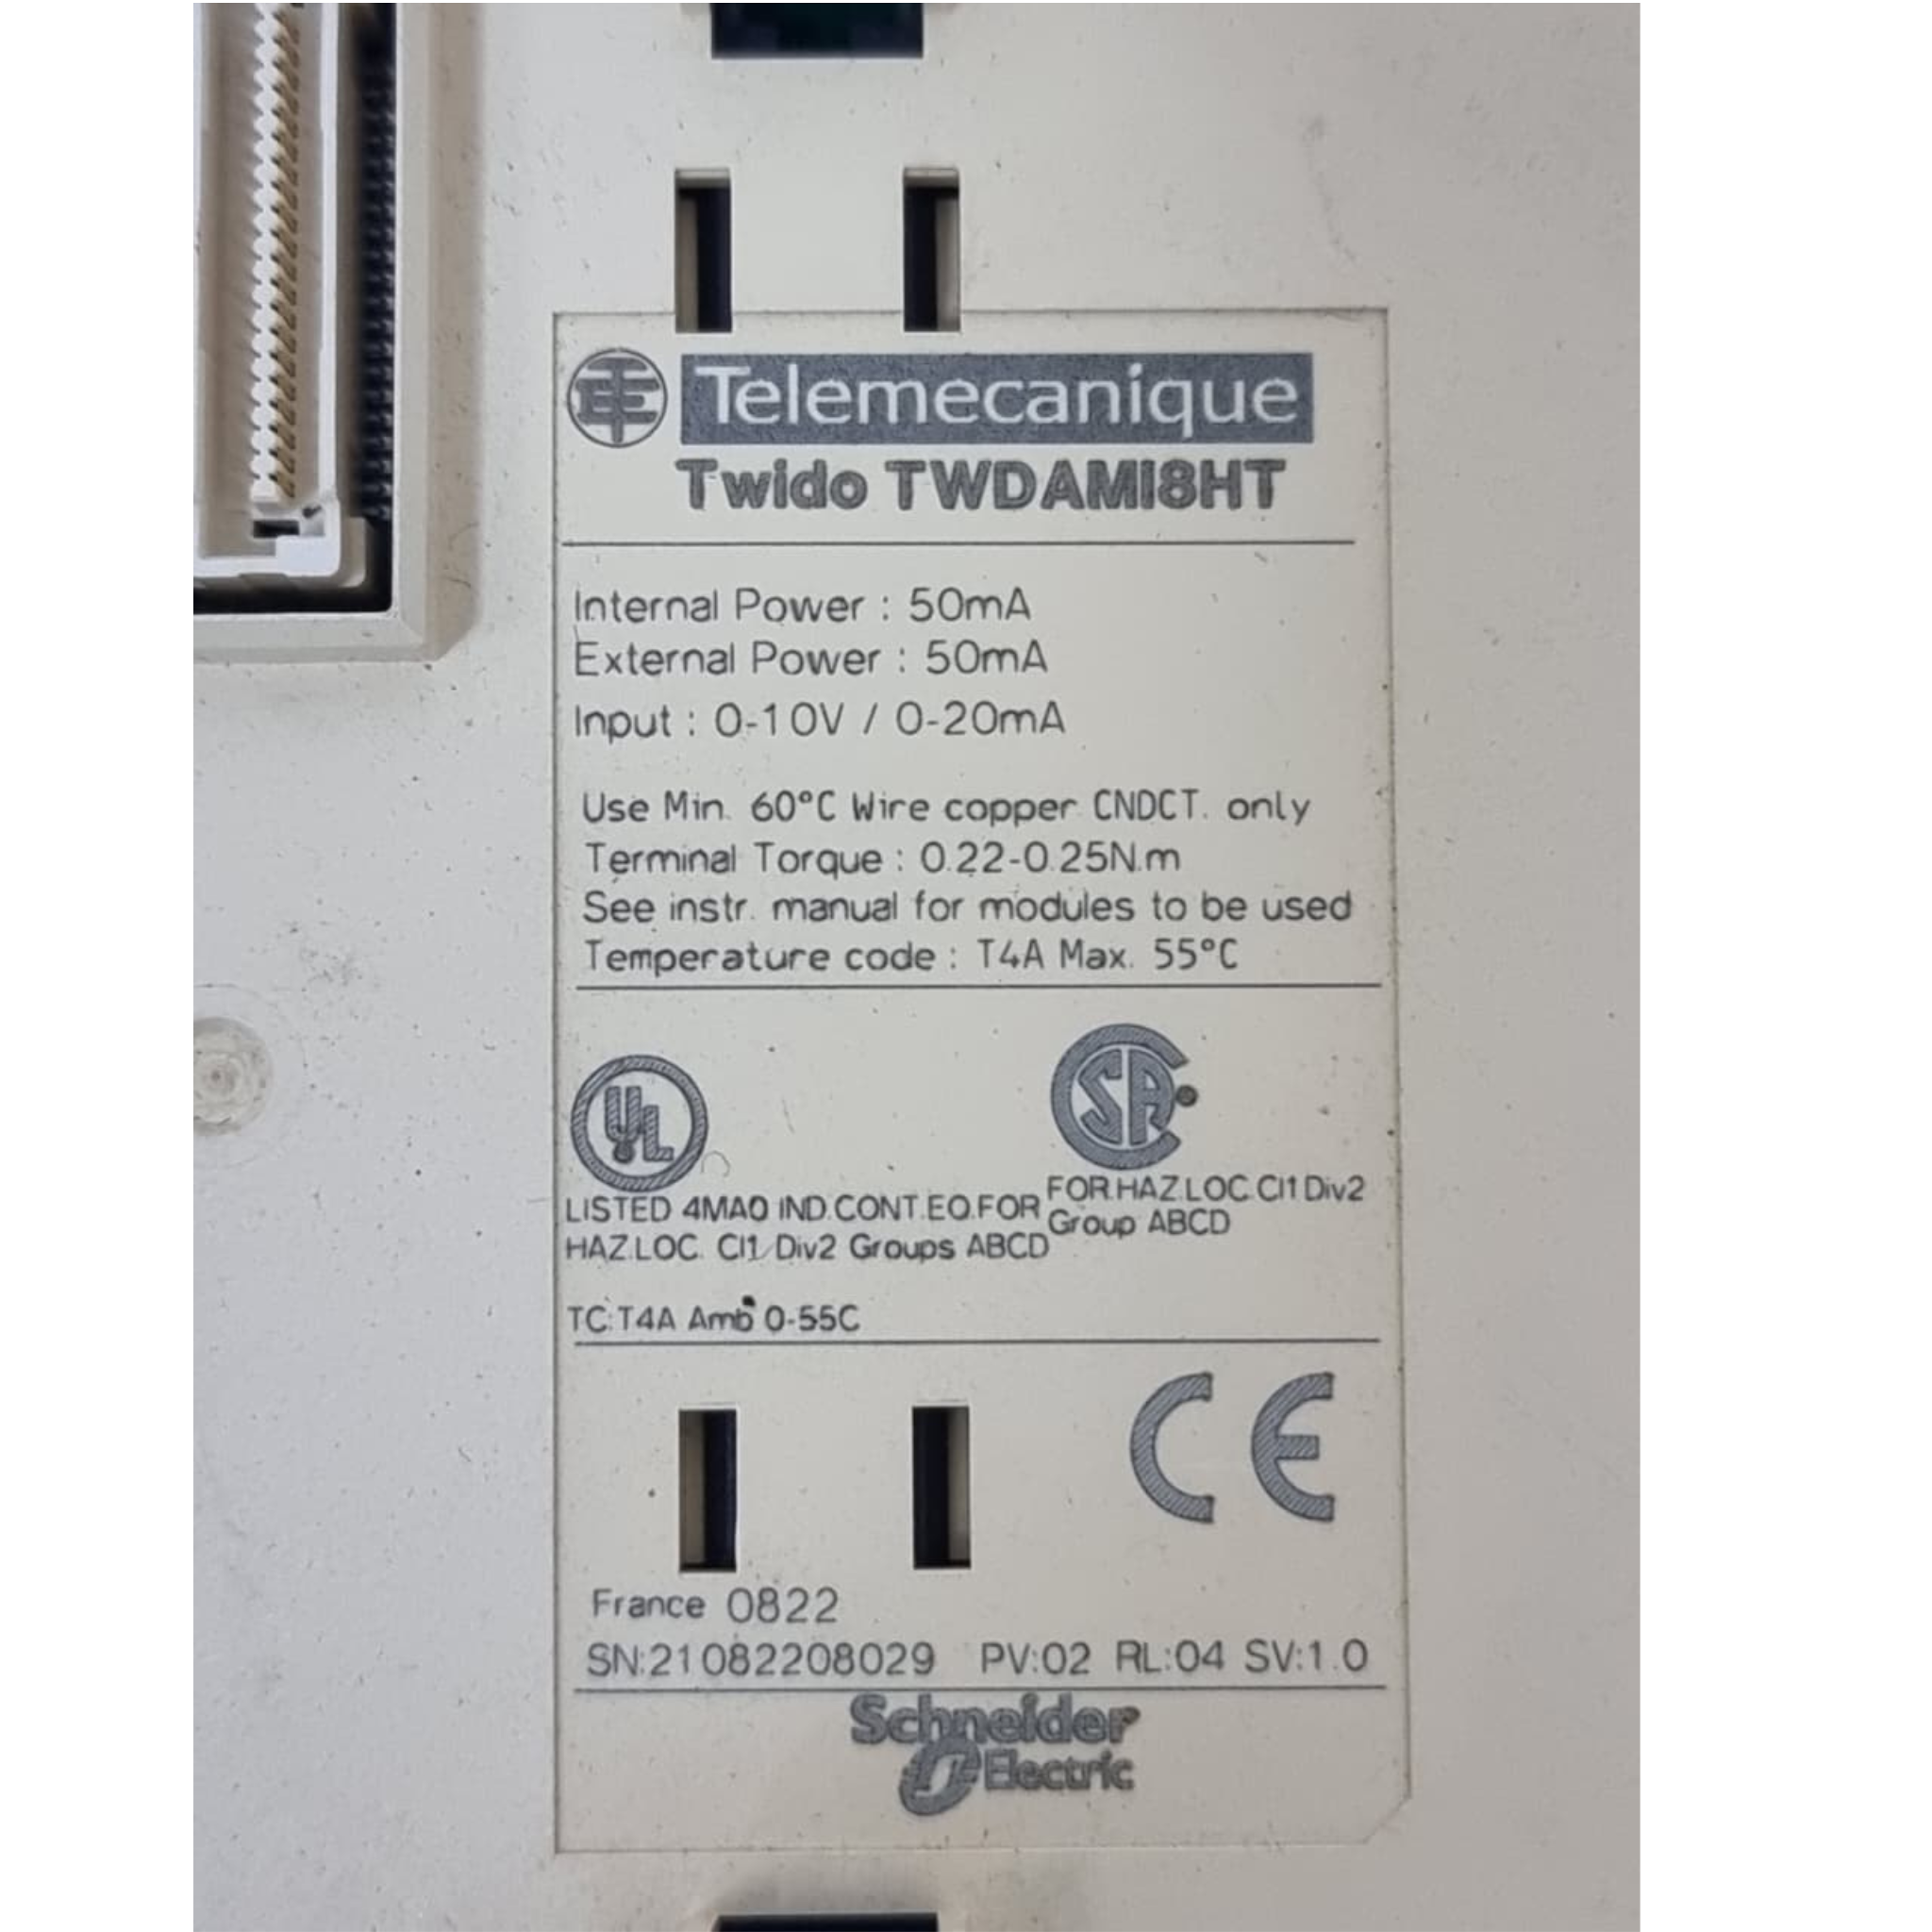 Telemecanique
Twido TWDAMI8HT
Internal Power : 50mA
External Power : 50mA
Input : 0-10V / 0-20mA
Use Min. 60°C Wire copper CNDCT. only
Terminal Torque : 0.22-0.25N.m
See instr. manual for modules to be used
Temperature code : T4A Max. 55°C
UL
LISTED 4MA0 IND.CONT.EQ.FOR
HAZ.LOC. Cl1 Div2 Groups ABCD
SA
FOR.HAZ.LOC.Cl1 Div2
Group ABCD
TC:T4A Amb 0-55C
CE
France 0822
SN:21082208029 PV:02 RL:04 SV:1.0
Schneider
Electric